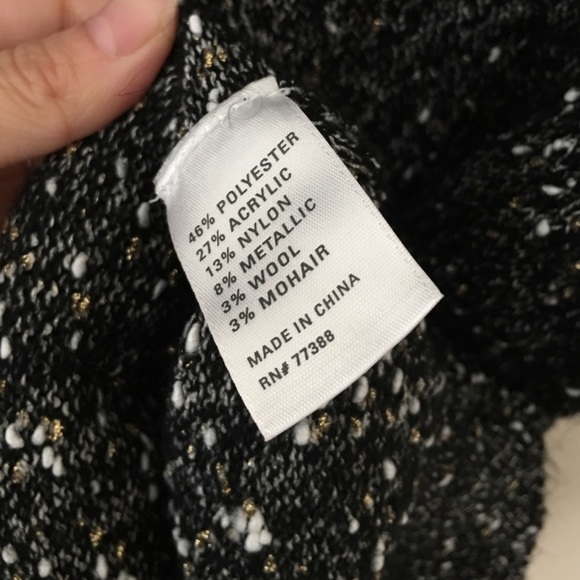 46% POLYESTER
27% ACRYLIC
13% NYLON
8% METALLIC
3% WOOL
3% MOHAIR
MADE IN CHINA
RN# 77388